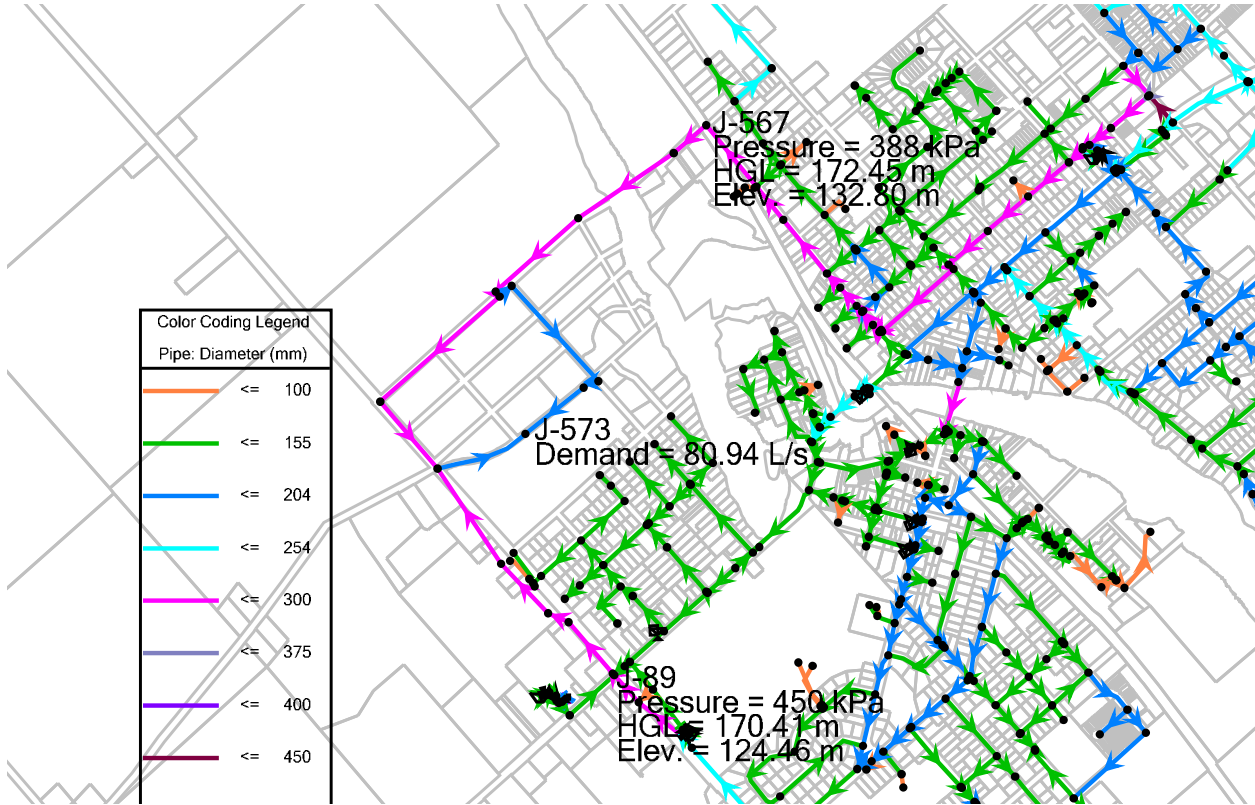 J-567
Pressure = 388 kPa
HGL = 172.45 m
Elev. = 132.80 m
Color Coding Legend
Pipe: Diameter (mm)
<= 100
<= 155
<= 204
<= 254
<= 300
<= 375
<= 400
<= 450
J-573
Demand = 80.94 L/s
J-89
Pressure = 450 kPa
HGL = 170.41 m
Elev. = 124.46 m